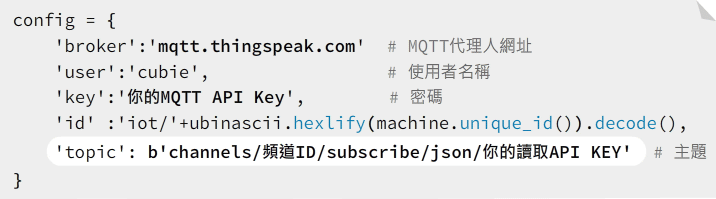 config = {
    'broker':'mqtt.thingspeak.com'  # MQTT代理人網址
    'user':'cubie',                 # 使用者名稱
    'key':'你的MQTT API Key',        # 密碼
    'id' :'iot/'+ubinascii.hexlify(machine.unique_id()).decode(),
    'topic': b'channels/頻道ID/subscribe/json/你的讀取API KEY'  # 主題
}